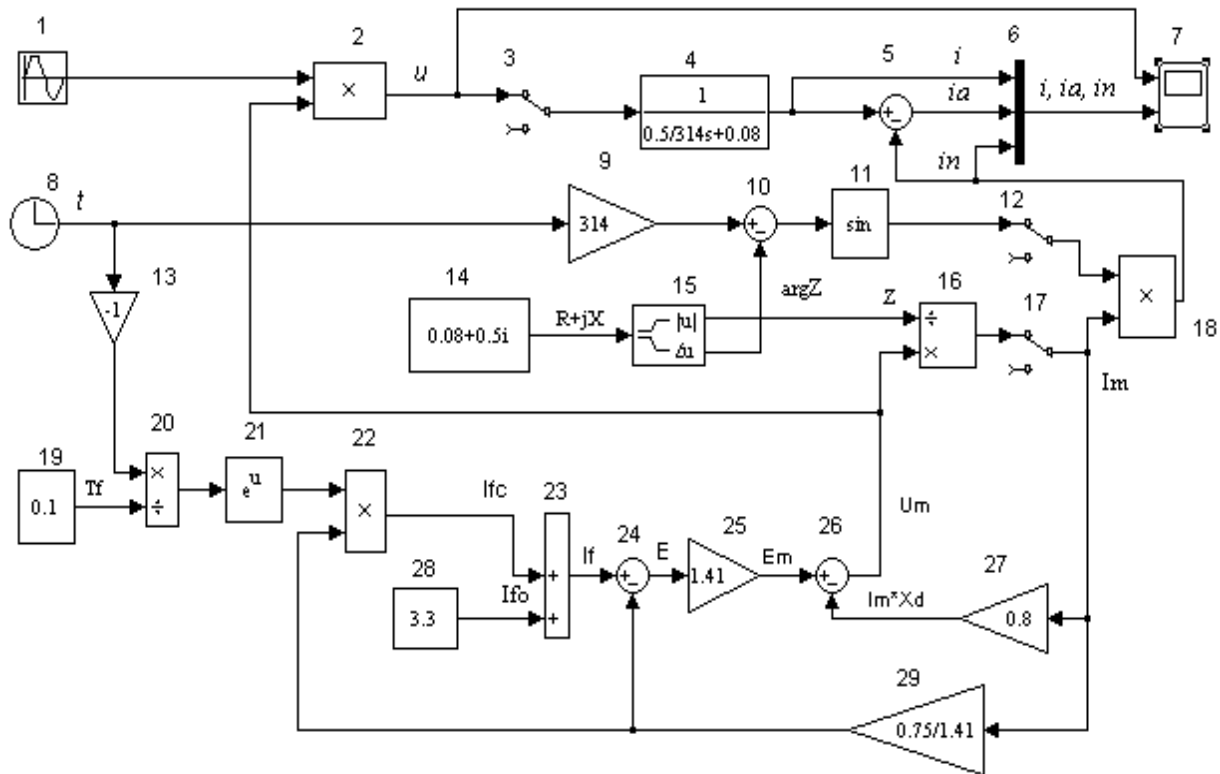 1
2
3
4
5
6
7
×
u
1
0.5/314s+0.08
+
−
i
ia
in
i, ia, in
8
t
9
314
10
+
−
11
sin
12
13
-1
14
0.08+0.5i
R+jX
15
|u|
∠u
argZ
Z
16
÷
×
17
×
18
Im
19
0.1
Tf
20
×
÷
21
e^u
22
×
Ifc
23
+
+
If
24
+
−
E
25
1.41
Em
26
+
−
Um
27
0.8
Im*Xd
28
3.3
Ifo
29
0.75/1.41